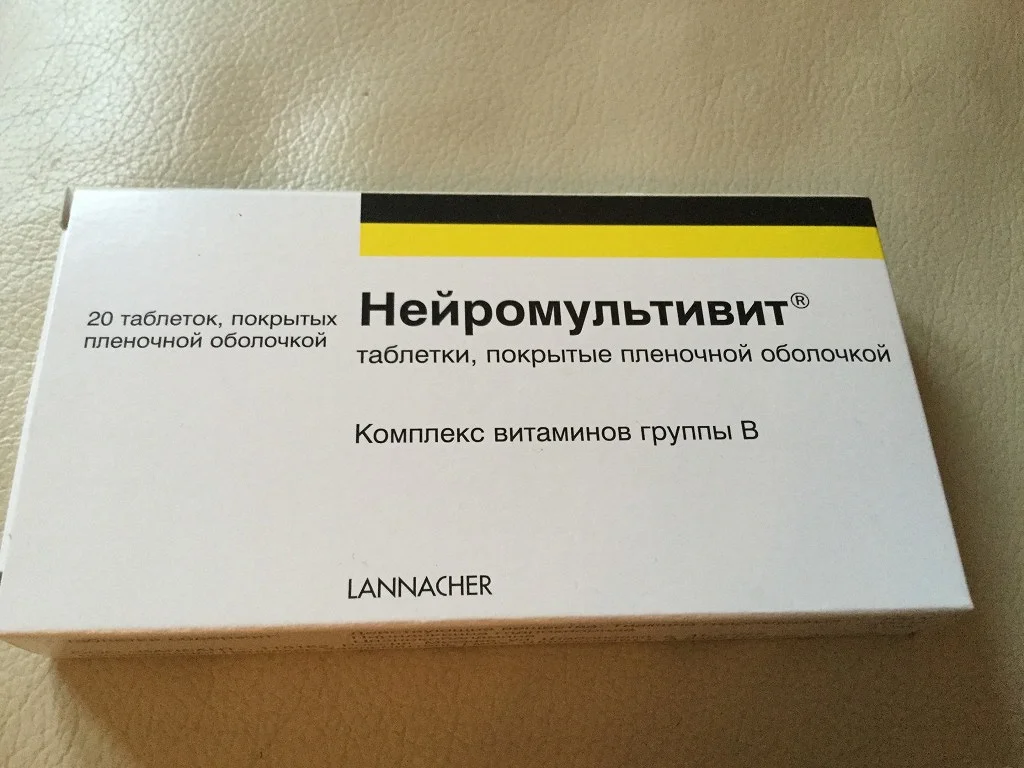 20 таблеток, покрытых
пленочной оболочкой
Нейромультивит®
таблетки, покрытые пленочной оболочкой
Комплекс витаминов группы В
LANNACHER